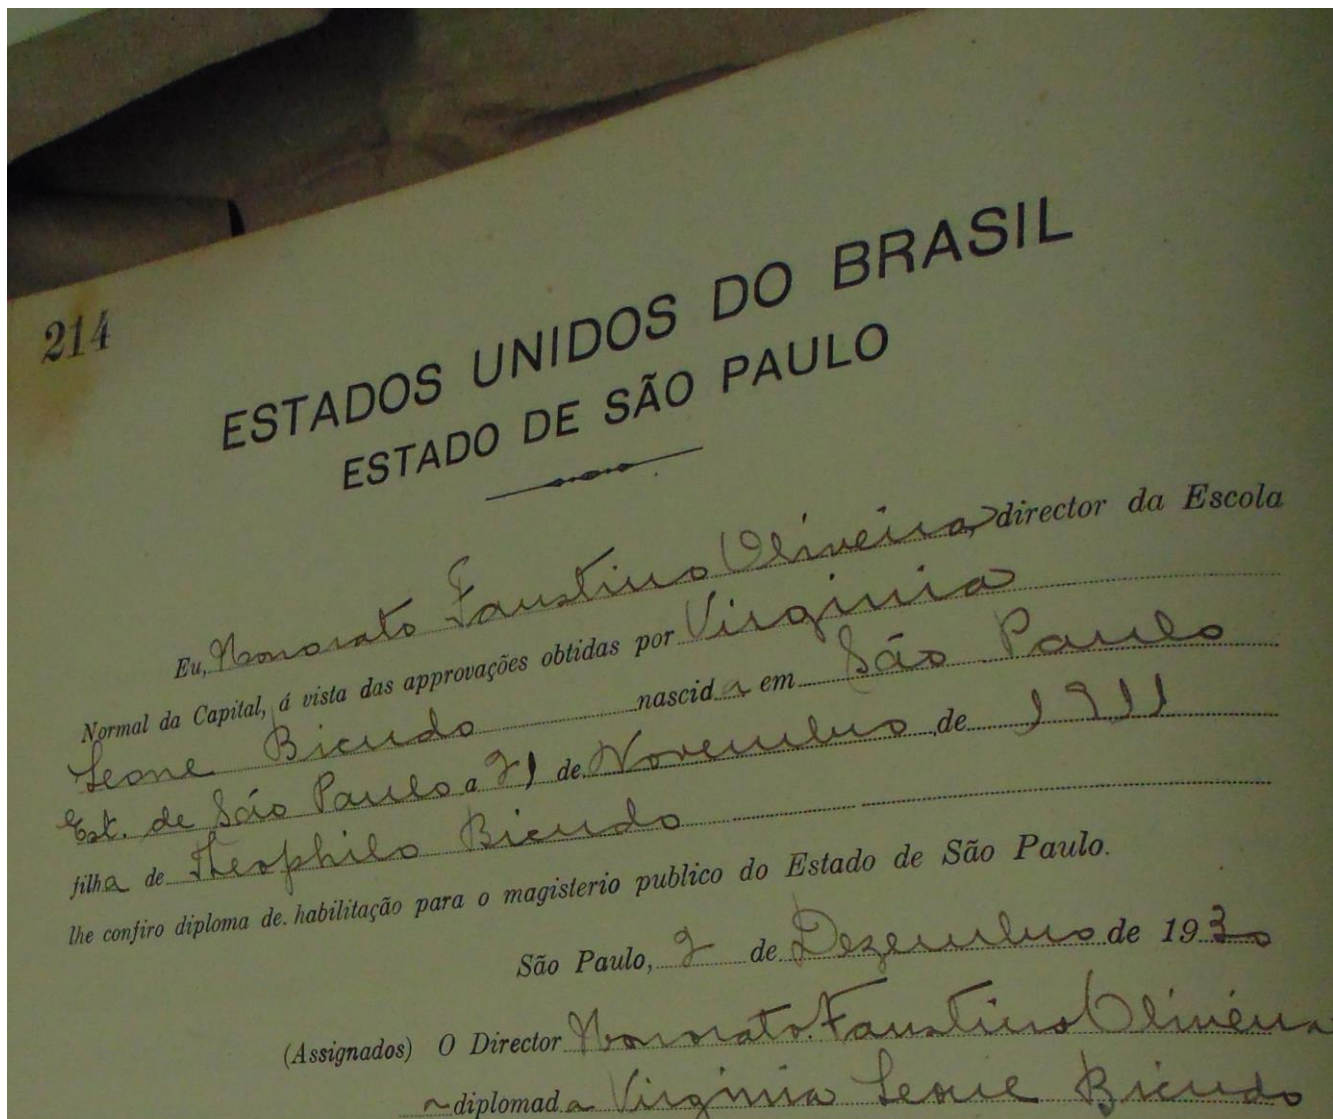 214
ESTADOS UNIDOS DO BRASIL
ESTADO DE SÃO PAULO
Eu, Honorato Faustino Oliveira, director da Escola
Normal da Capital, á vista das approvações obtidas por Virginia
Leone Bicudo nascida em São Paulo
Est. de São Paulo a 21 de Novembro de 1911
filha de Theophilo Bicudo
lhe confiro diploma de habilitação para o magisterio publico do Estado de São Paulo.
São Paulo, 2 de Dezembro de 1930
(Assignados) O Director Honorato Faustino Oliveira
A diplomada Virginia Leone Bicudo